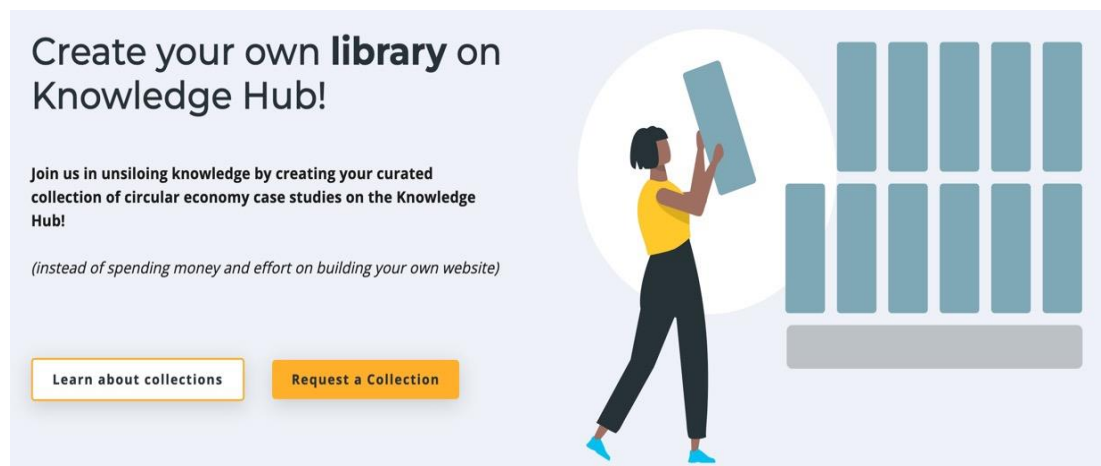 Create your own library on
Knowledge Hub!
Join us in unsiloing knowledge by creating your curated
collection of circular economy case studies on the Knowledge
Hub!
(instead of spending money and effort on building your own website)
Learn about collections
Request a Collection